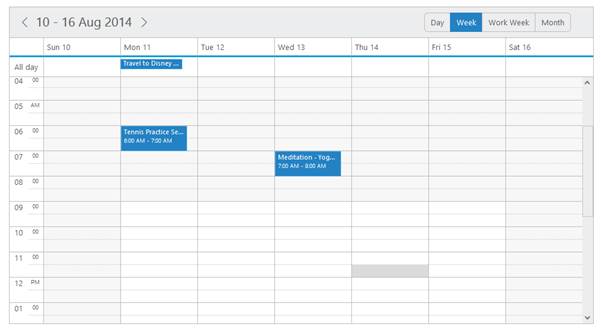 10 - 16 Aug 2014
Day Week Work Week Month
Sun 10 Mon 11 Tue 12 Wed 13 Thu 14 Fri 15 Sat 16
All day Travel to Disney ...
04 00
05 AM
06 00 Tennis Practice Se...
6:00 AM - 7:00 AM
07 00 Meditation - Yog...
7:00 AM - 8:00 AM
08 00
09 00
10 00
11 00
12 PM
01 00